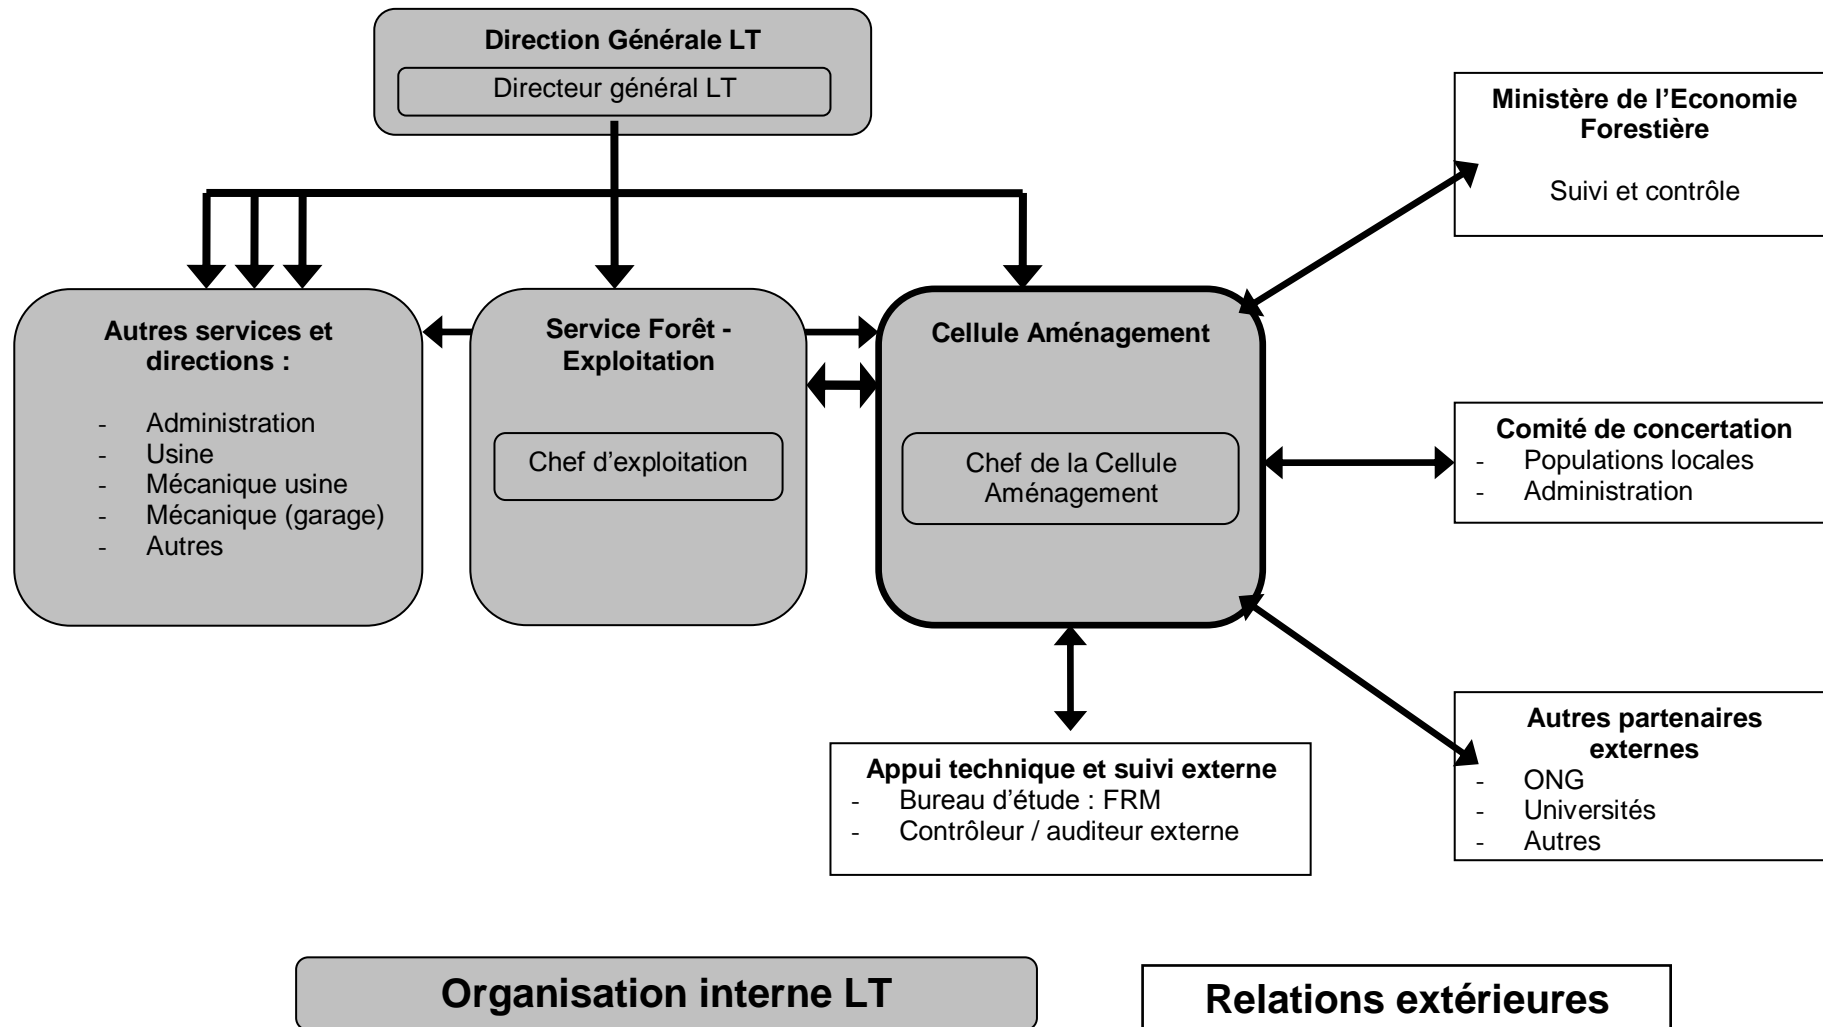 Direction Générale LT
Directeur général LT
Ministère de l’Economie
Forestière
Suivi et contrôle
Autres services et
directions :
- Administration
- Usine
- Mécanique usine
- Mécanique (garage)
- Autres
Service Forêt -
Exploitation
Chef d’exploitation
Cellule Aménagement
Chef de la Cellule
Aménagement
Comité de concertation
- Populations locales
- Administration
Autres partenaires
externes
- ONG
- Universités
- Autres
Appui technique et suivi externe
- Bureau d’étude : FRM
- Contrôleur / auditeur externe
Organisation interne LT
Relations extérieures